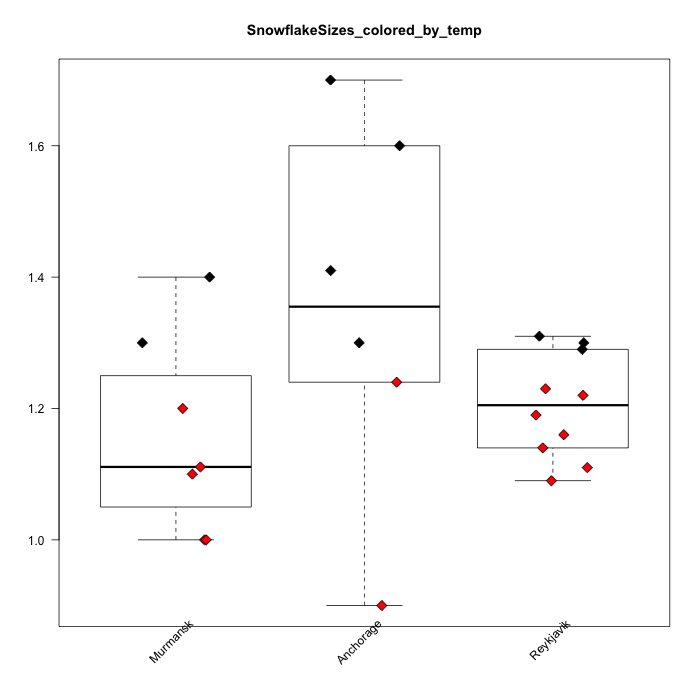 SnowflakeSizes_colored_by_temp
1.6
1.4
1.2
1.0
Murmansk
Anchorage
Reykjavik